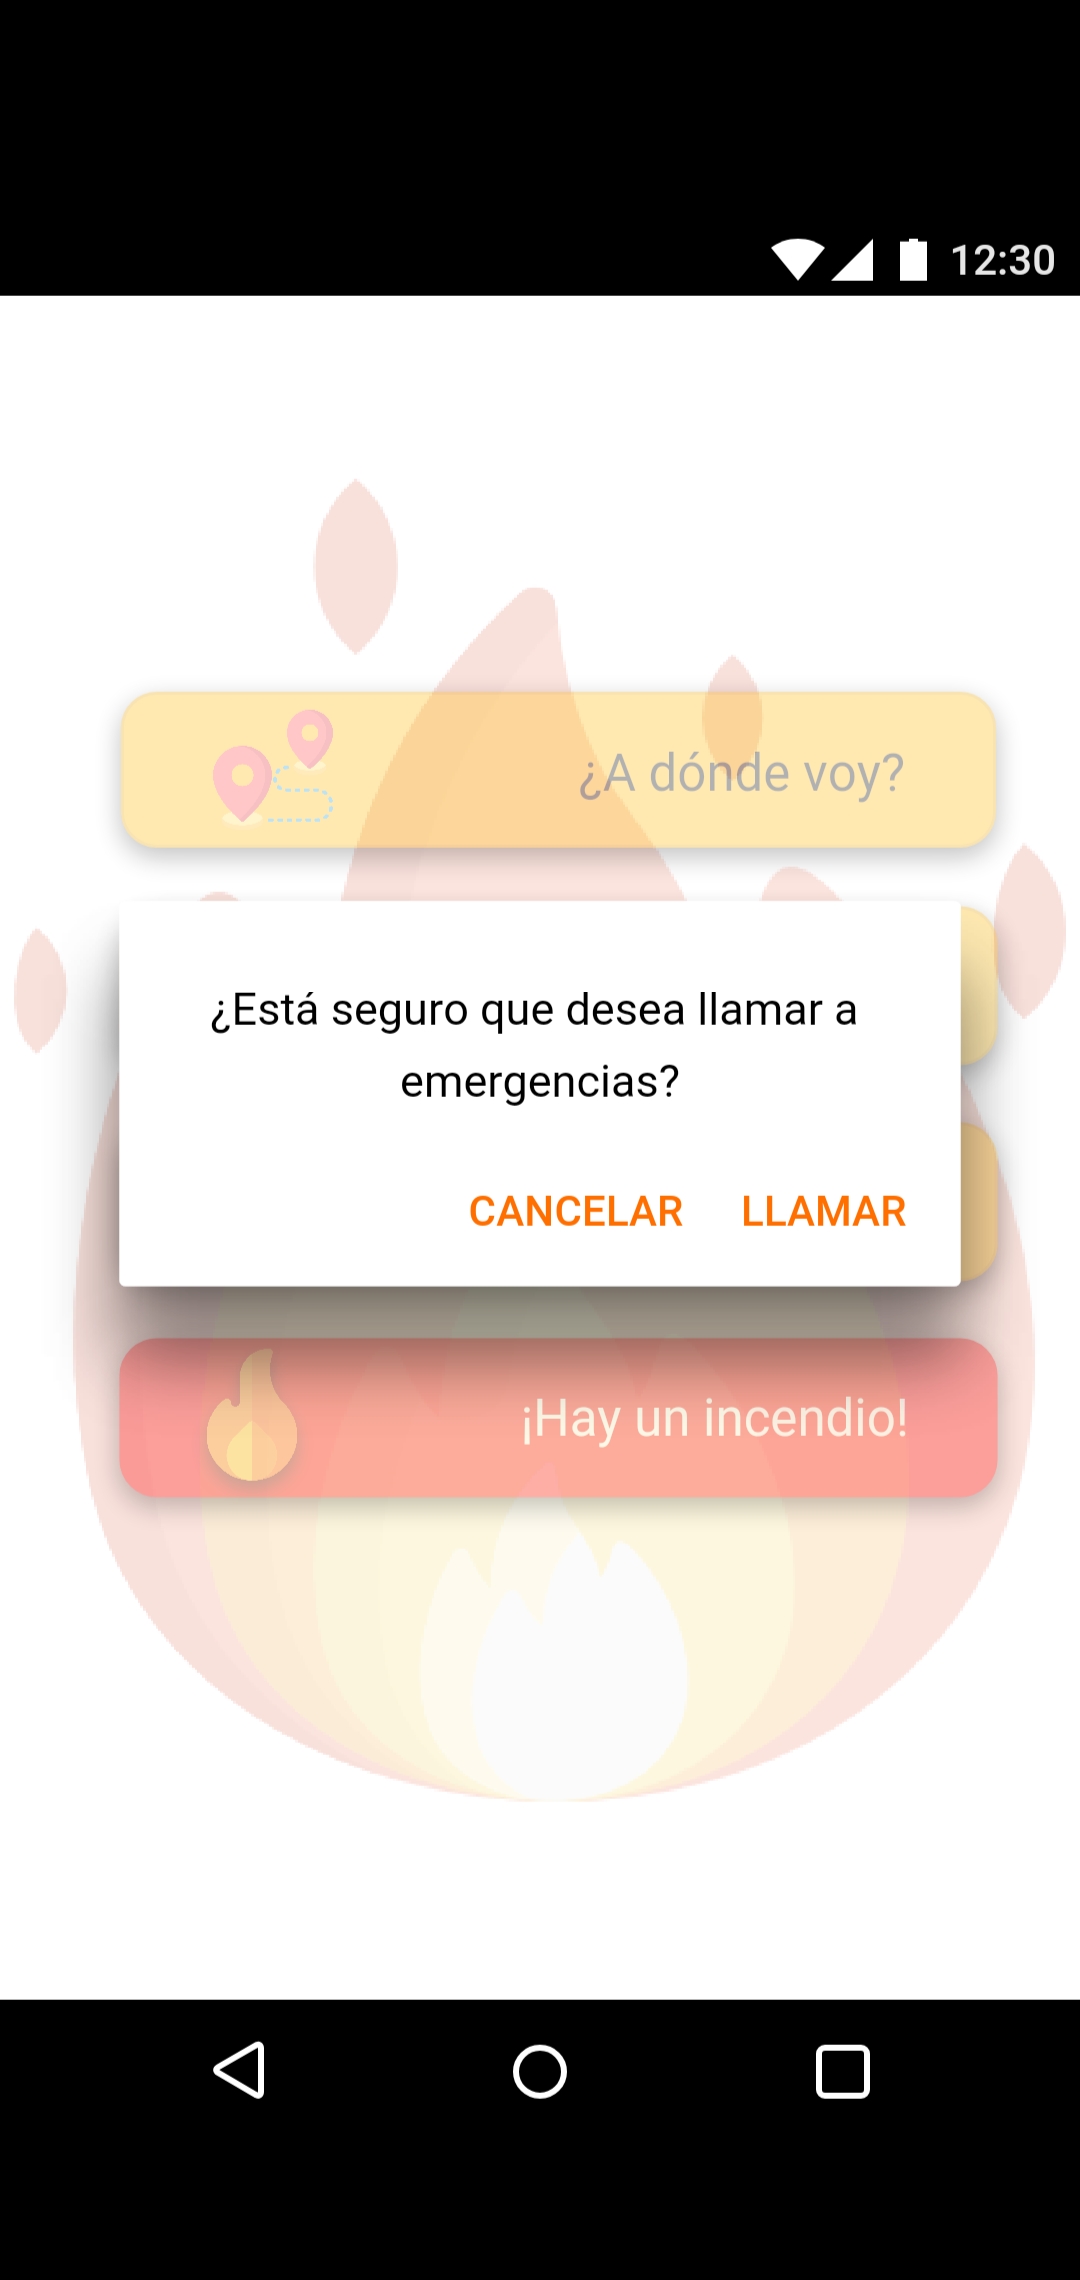 12:30
¿A dónde voy?
¿Está seguro que desea llamar a
emergencias?
CANCELAR LLAMAR
¡Hay un incendio!